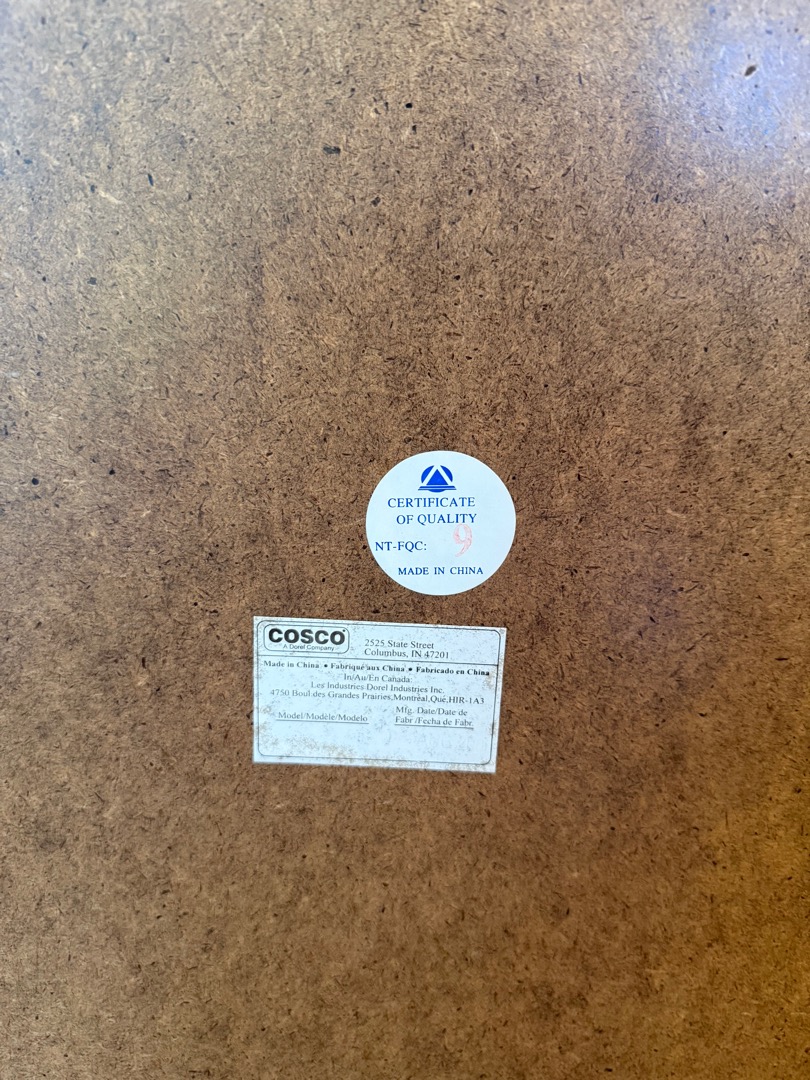 CERTIFICATE
OF QUALITY
NT-FQC: 9
MADE IN CHINA
COSCO
A Dorel Company
2525 State Street
Columbus, IN 47201
Made in China • Fabriqué aux China • Fabricado en China
In/Au/En Canada:
Les Industries Dorel Industries Inc.
4750 Boul des Grandes Prairies,Montréal,Qué,HIR-1A3
Model/Modèle/Modelo
Mfg. Date/Date de
Fabr./Fecha de Fabr.